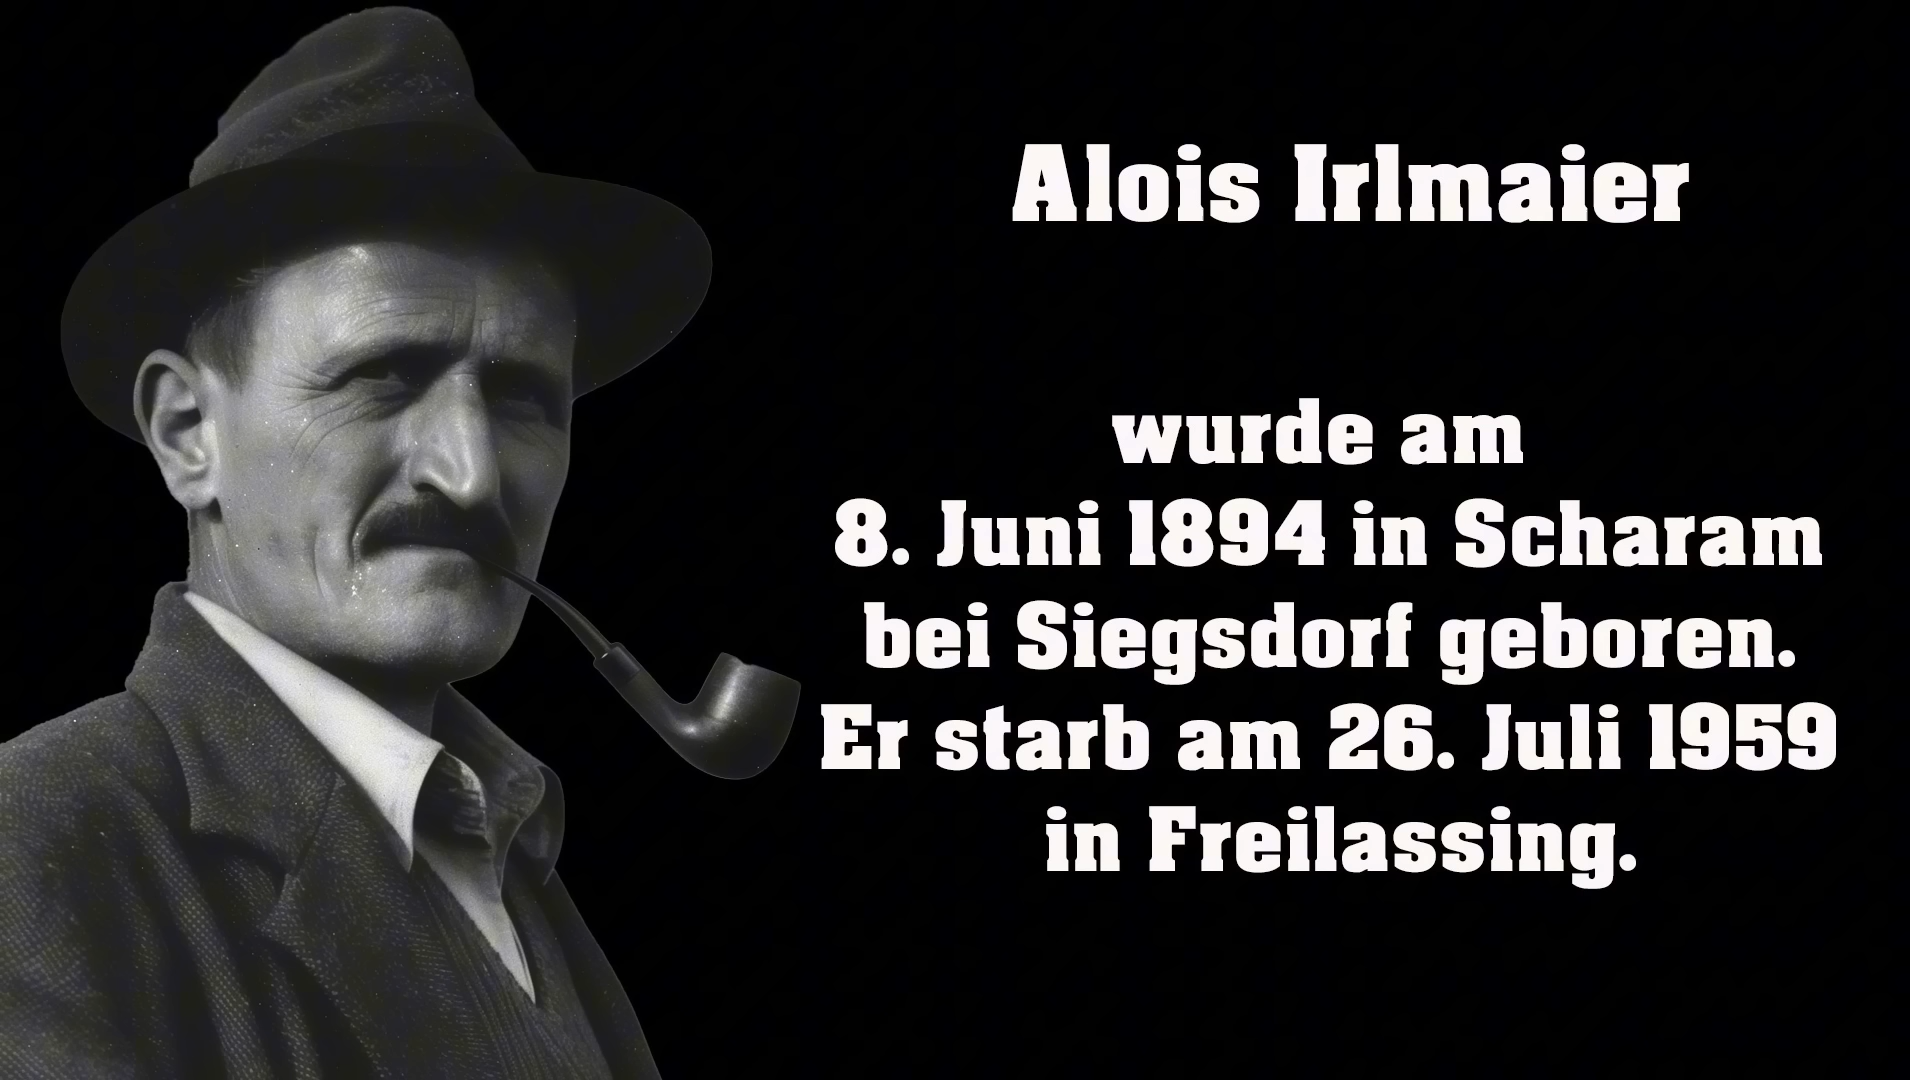 Alois Irlmaier
wurde am
8. Juni 1894 in Scharam
bei Siegsdorf geboren.
Er starb am 26. Juli 1959
in Freilassing.